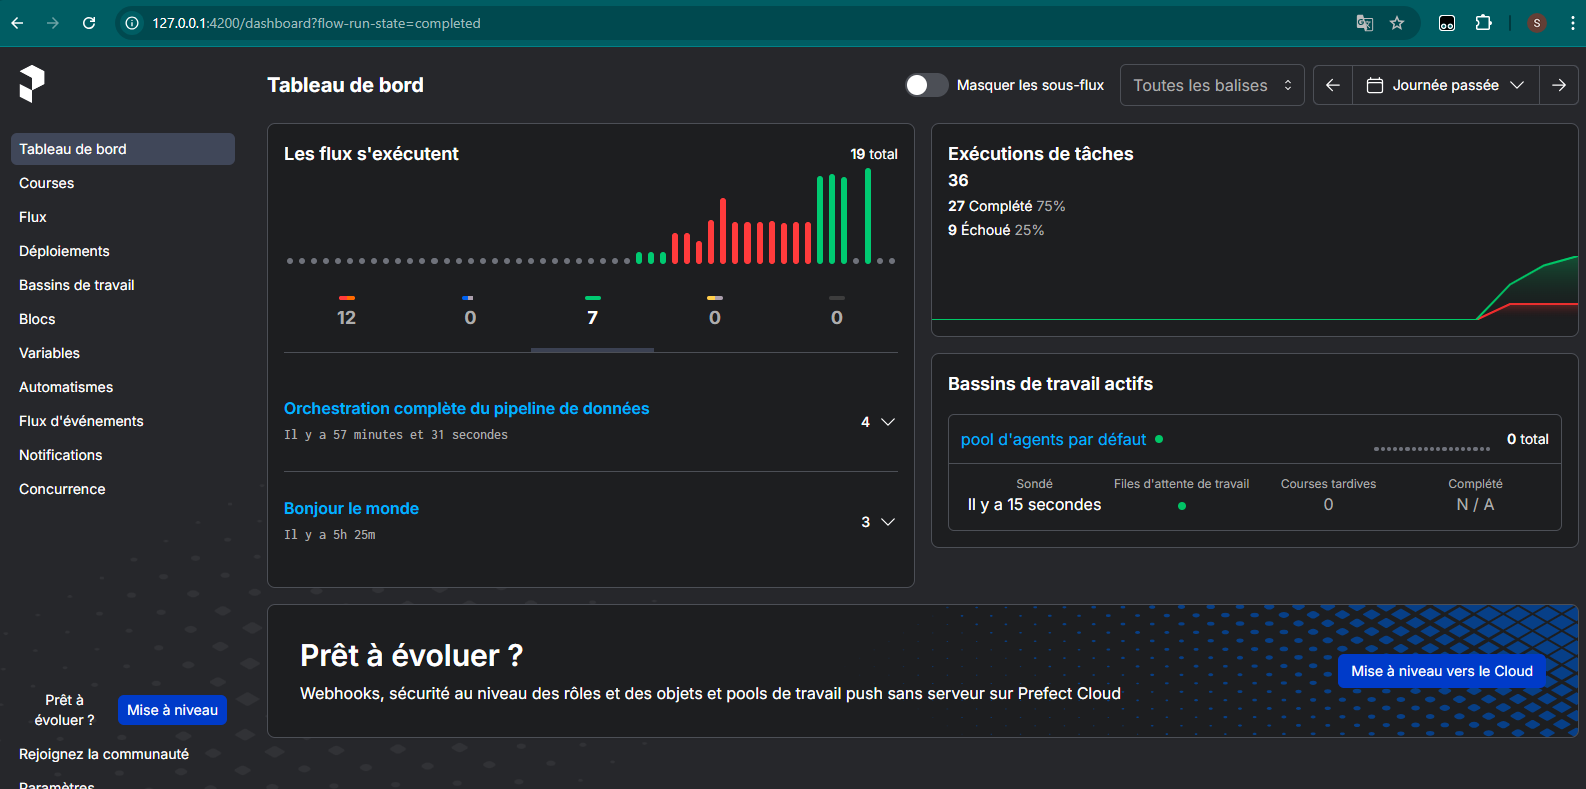 127.0.0.1:4200/dashboard?flow-run-state=completed
S
Tableau de bord
Masquer les sous-flux
Toutes les balises
Journée passée
Tableau de bord
Courses
Flux
Déploiements
Bassins de travail
Blocs
Variables
Automatismes
Flux d'événements
Notifications
Concurrence
Les flux s'exécutent
19 total
12
0
7
0
0
Orchestration complète du pipeline de données
Il y a 57 minutes et 31 secondes
4
Bonjour le monde
Il y a 5h 25m
3
Exécutions de tâches
36
27 Complété 75%
9 Échoué 25%
Bassins de travail actifs
pool d'agents par défaut
0 total
Sondé
Files d'attente de travail
Courses tardives
Complété
Il y a 15 secondes
0
N / A
Prêt à évoluer ?
Webhooks, sécurité au niveau des rôles et des objets et pools de travail push sans serveur sur Prefect Cloud
Mise à niveau vers le Cloud
Prêt à
évoluer ?
Mise à niveau
Rejoignez la communauté
Paramètres